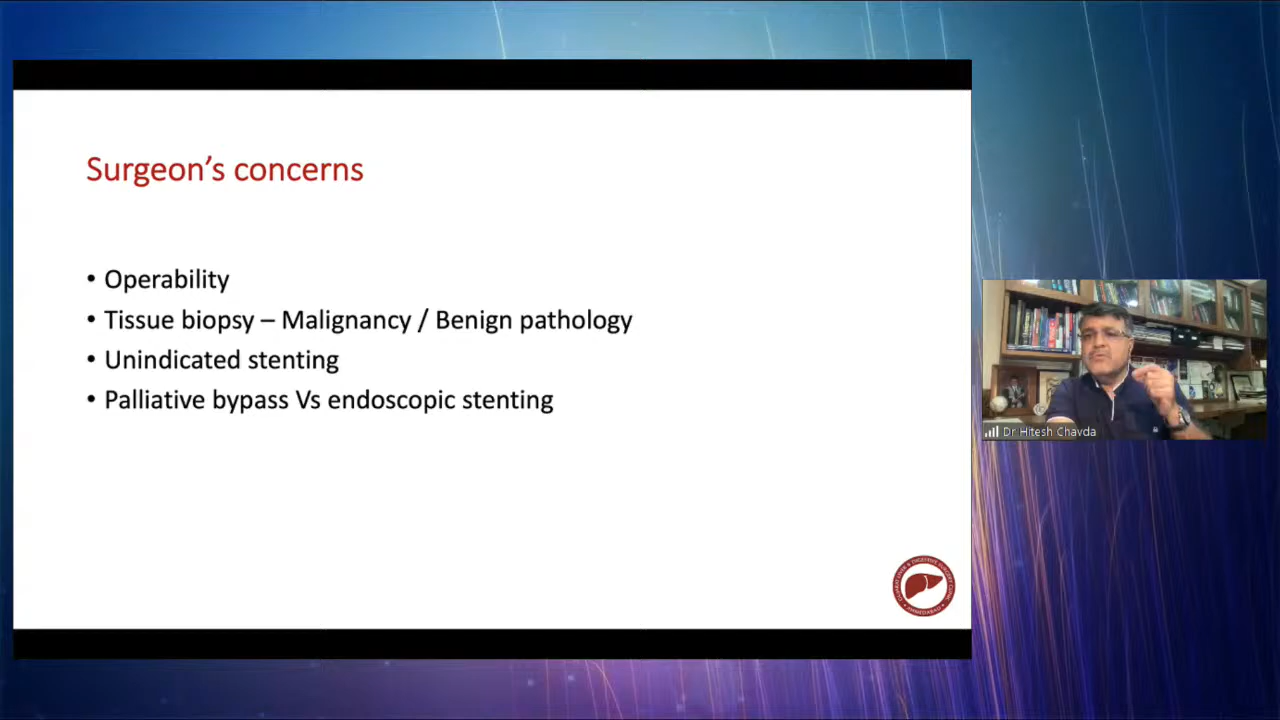 Surgeon’s concerns
• Operability
• Tissue biopsy – Malignancy / Benign pathology
• Unindicated stenting
• Palliative bypass Vs endoscopic stenting
Dr Hitesh Chavda